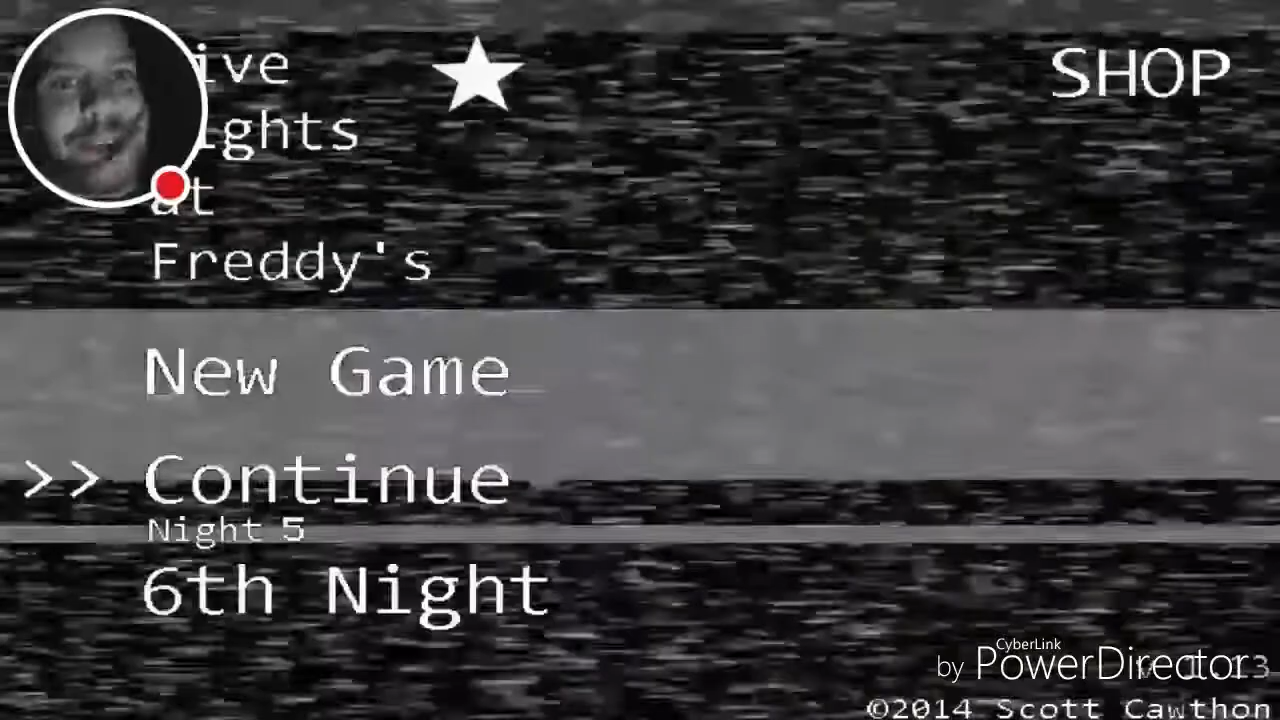 ive
ights
at
Freddy's
SHOP
New Game
>> Continue
Night 5
6th Night
CyberLink
by PowerDirector
©2014 Scott Cawthon